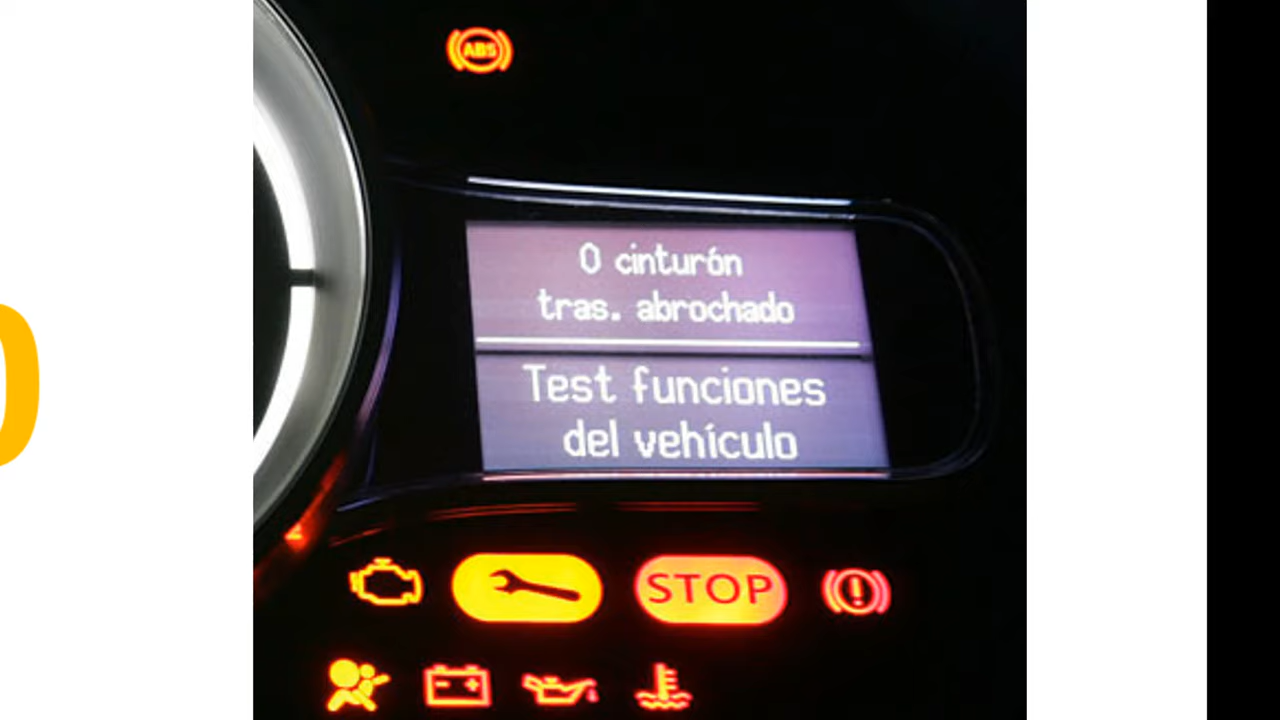 ABS
0 cinturón
tras. abrochado
Test funciones
del vehículo
STOP